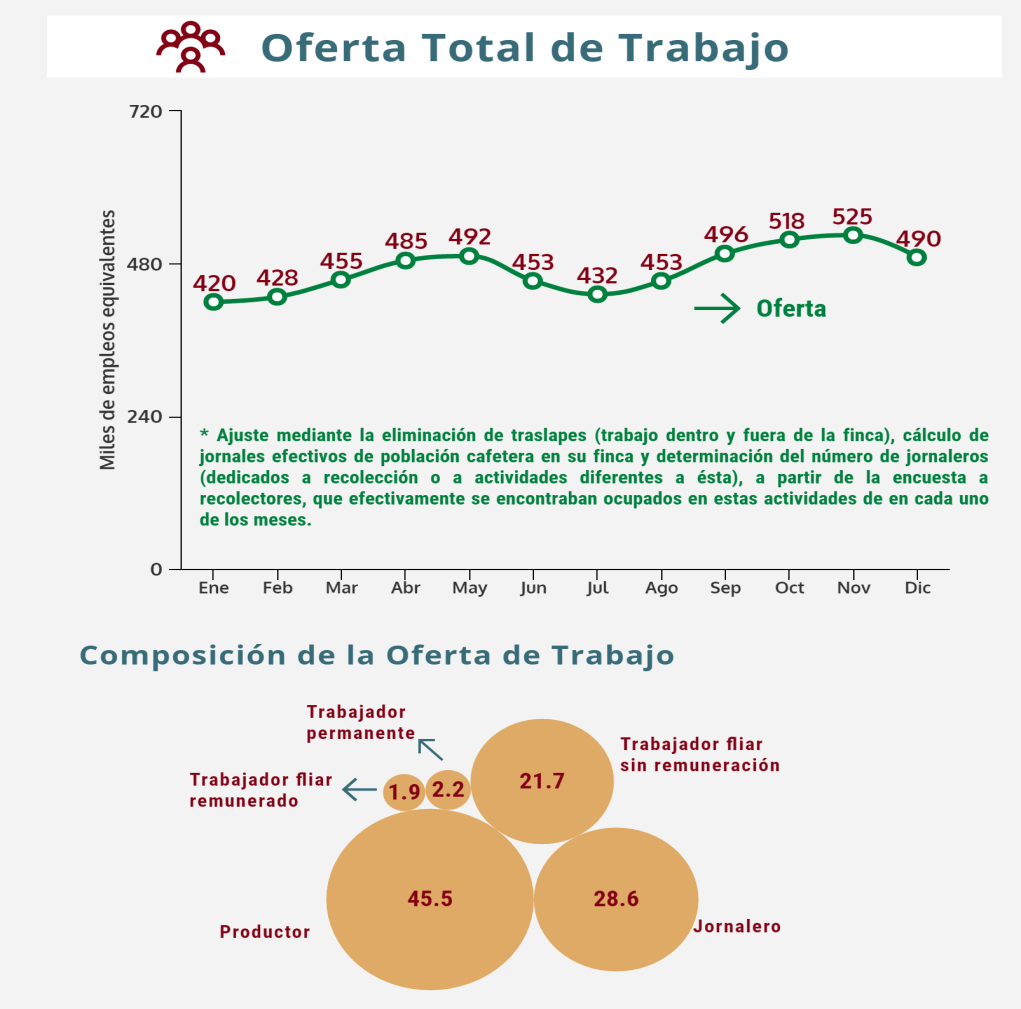 Oferta Total de Trabajo
720
480
240
0
Miles de empleos equivalentes
420
428
455
485
492
453
432
453
496
518
525
490
Oferta
* Ajuste mediante la eliminación de traslapes (trabajo dentro y fuera de la finca), cálculo de
jornales efectivos de población cafetera en su finca y determinación del número de jornaleros
(dedicados a recolección o a actividades diferentes a ésta), a partir de la encuesta a
recolectores, que efectivamente se encontraban ocupados en estas actividades de en cada uno
de los meses.
Ene Feb Mar Abr May Jun Jul Ago Sep Oct Nov Dic
Composición de la Oferta de Trabajo
Trabajador
permanente
Trabajador fliar
sin remuneración
Trabajador fliar
remunerado
1.9
2.2
21.7
45.5
28.6
Productor
Jornalero